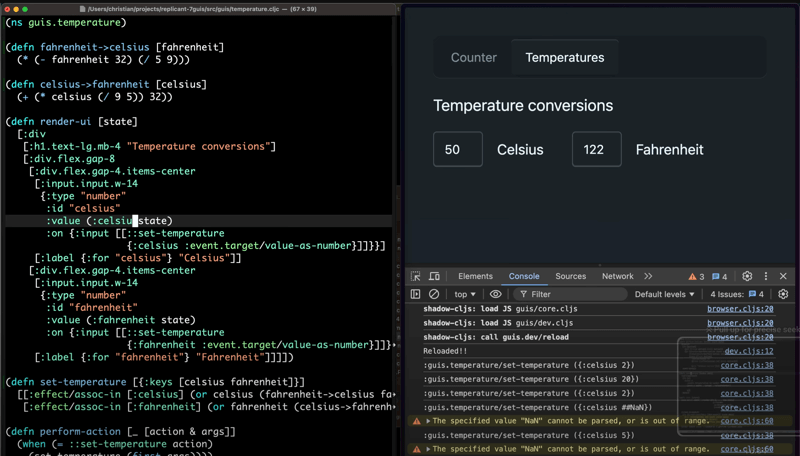 /Users/christian/projects/replicant-7guis/src/guis/temperature.cljc — (67 × 39)
(ns guis.temperature)
(defn fahrenheit->celsius [fahrenheit]
(* (- fahrenheit 32) (/ 5 9)))
(defn celsius->fahrenheit [celsius]
(+ (* celsius (/ 9 5)) 32))
(defn render-ui [state]
[:div
[:h1.text-lg.mb-4 "Temperature conversions"]
[:div.flex.gap-8
[:div.flex.gap-4.items-center
[:input.input.w-14
{:type "number"
:id "celsius"
:value (:celsius state)
:on {:input [[::set-temperature
{:celsius :event.target/value-as-number}]]}}]
[:label {:for "celsius"} "Celsius"]]
[:div.flex.gap-4.items-center
[:input.input.w-14
{:type "number"
:id "fahrenheit"
:value (:fahrenheit state)
:on {:input [[::set-temperature
{:fahrenheit :event.target/value-as-number}]]}}
[:label {:for "fahrenheit"} "Fahrenheit"]]]])
(defn set-temperature [{:keys [celsius fahrenheit]}]
[[:effect/assoc-in [:celsius] (or celsius (fahrenheit->celsius fa
[:effect/assoc-in [:fahrenheit] (or fahrenheit (celsius->fahrenh
(defn perform-action [_ [action & args]]
(when (= ::set-temperature action)
(set-temperature (first args))))
Counter
Temperatures
Temperature conversions
50 Celsius 122 Fahrenheit
Elements Console Sources Network 3 4
top Filter Default levels 4 Issues: 4
shadow-cljs: load JS guis/core.cljs browser.cljs:20
shadow-cljs: load JS guis/dev.cljs browser.cljs:20
shadow-cljs: call guis.dev/reload browser.cljs:20
Reloaded!! dev.cljs:12
:guis.temperature/set-temperature ({:celsius 2}) core.cljs:38
:guis.temperature/set-temperature ({:celsius 20}) core.cljs:38
:guis.temperature/set-temperature ({:celsius 2}) core.cljs:38
:guis.temperature/set-temperature ({:celsius ##NaN}) core.cljs:38
The specified value "NaN" cannot be parsed, or is out of range. core.cljs:60
:guis.temperature/set-temperature ({:celsius 5}) core.cljs:38
The specified value "NaN" cannot be parsed, or is out of range. core.cljs:60